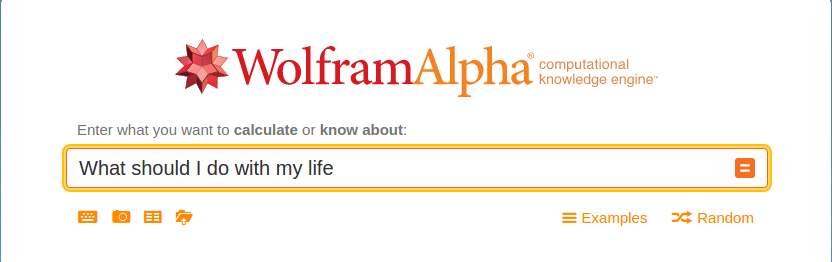 WolframAlpha® computational
knowledge engine™
Enter what you want to calculate or know about:
What should I do with my life
Examples Random